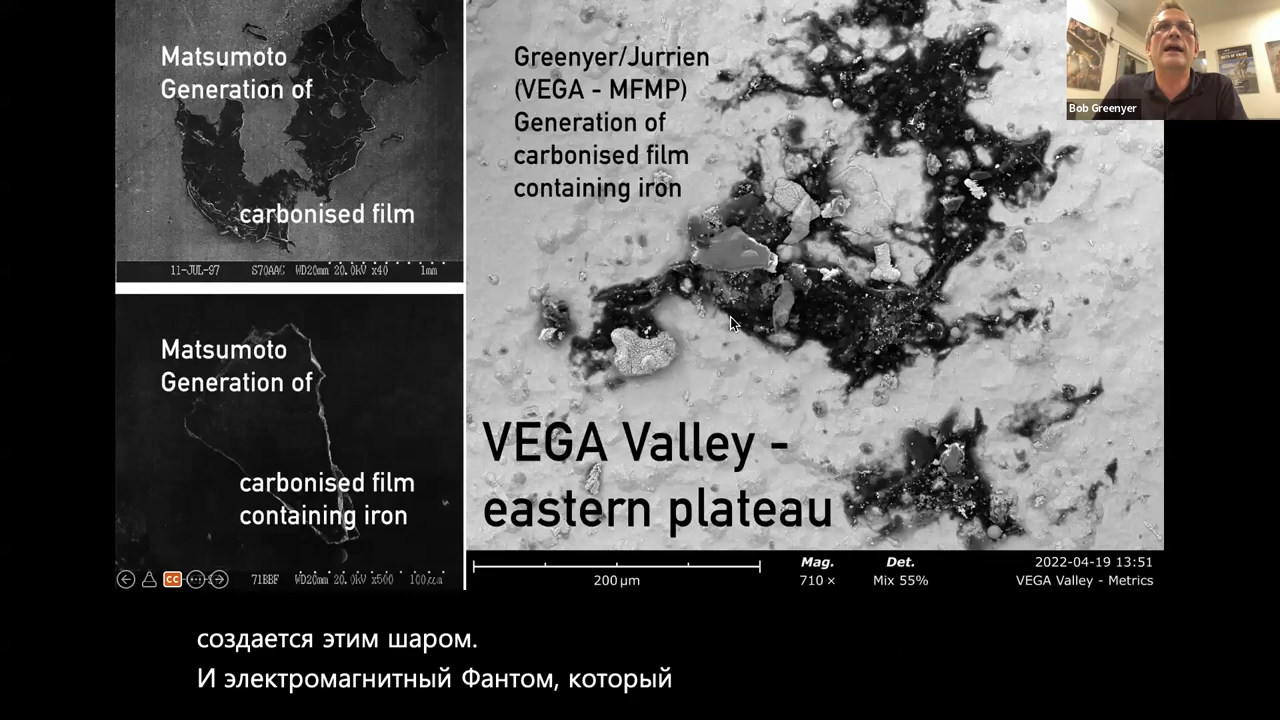 Matsumoto
Generation of
carbonised film
11-JUL-97 S70AAC WD20mm 20.0kV x40 1mm
Matsumoto
Generation of
carbonised film
containing iron
CC
71BBF WD20mm 20.0kV x500 100um
Greenyer/Jurrien
(VEGA - MFMP)
Generation of
carbonised film
containing iron
VEGA Valley -
eastern plateau
200 µm
Mag.
710 ×
Det.
Mix 55%
2022-04-19 13:51
VEGA Valley - Metrics
Bob Greenyer
создается этим шаром.
И электромагнитный Фантом, который